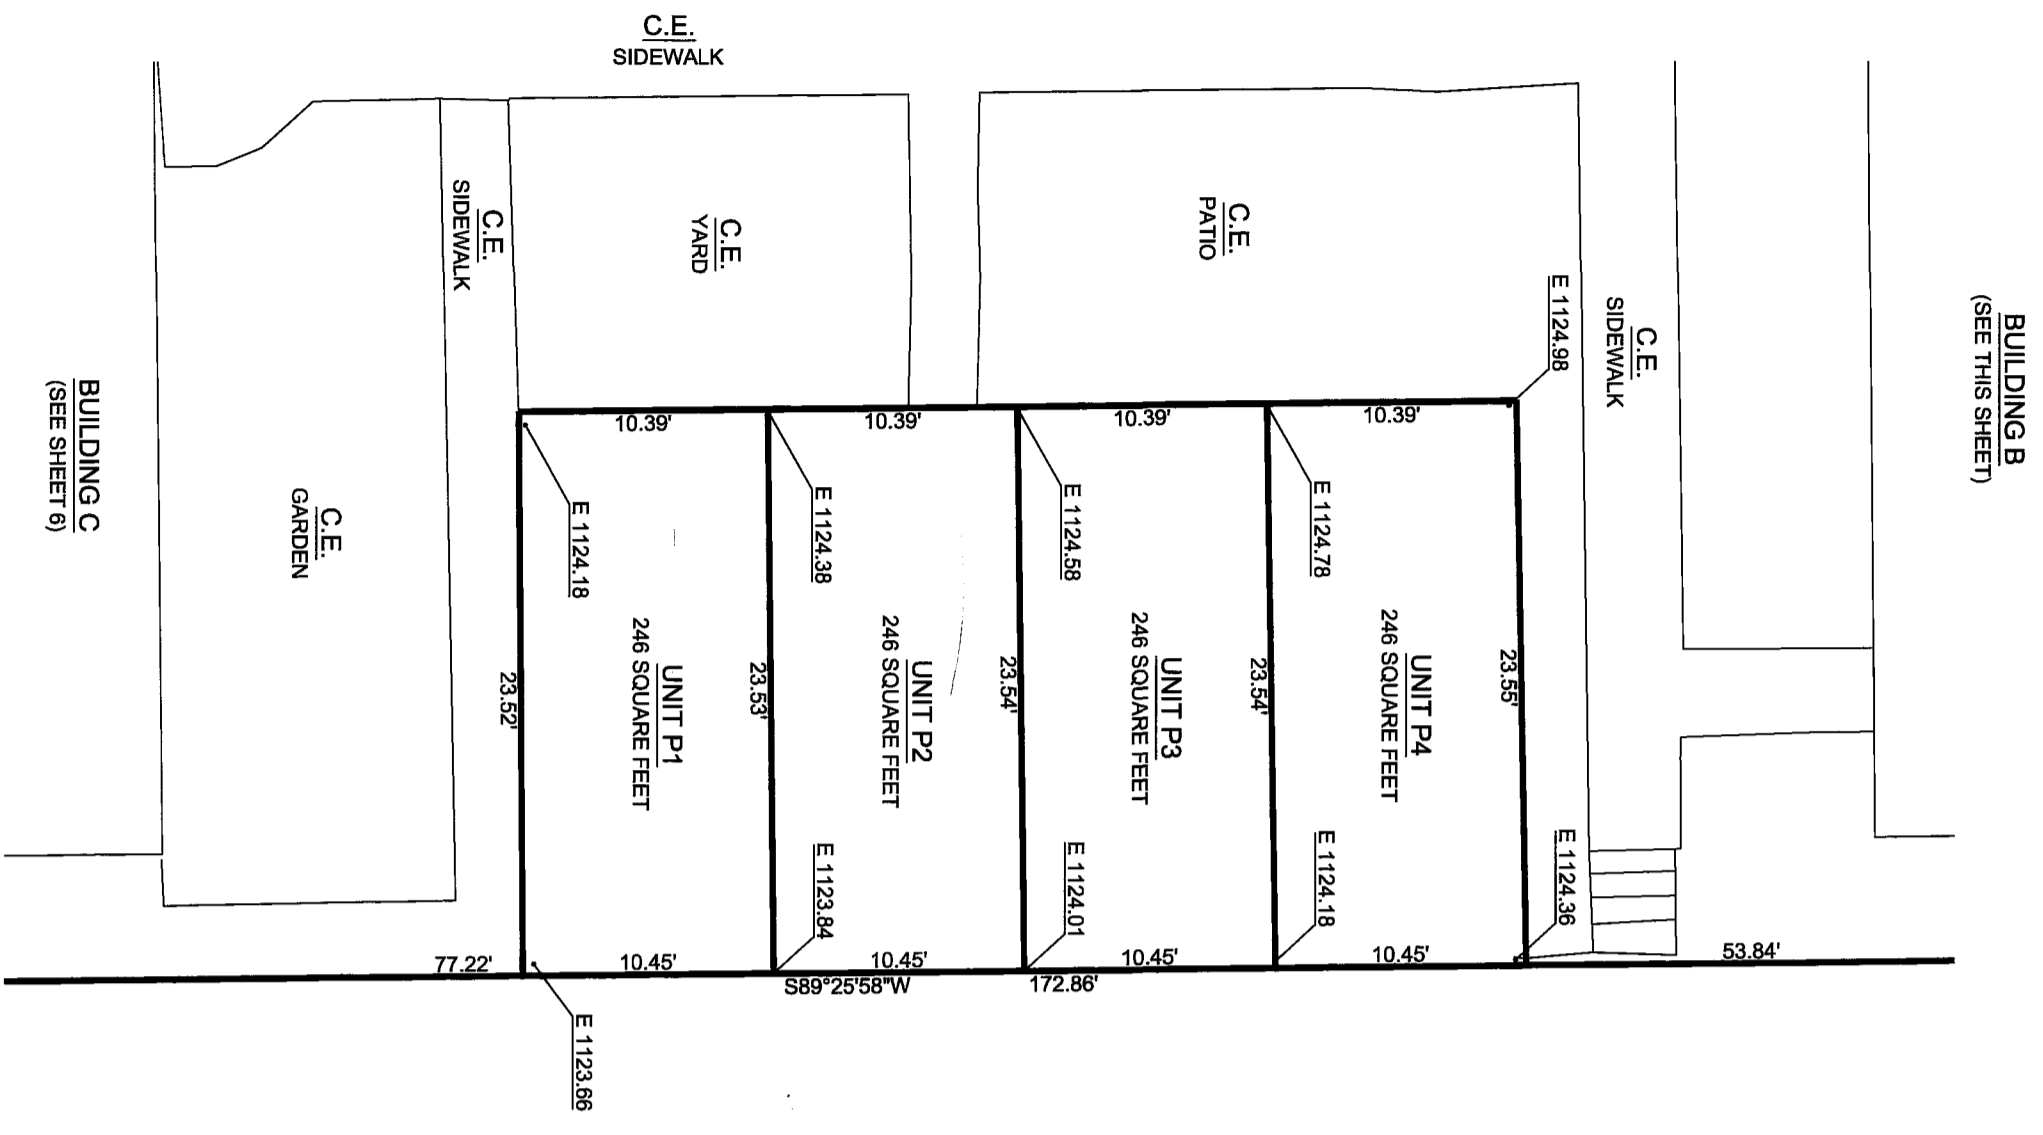 C.E.
SIDEWALK
C.E.
SIDEWALK
C.E.
YARD
C.E.
PATIO
E 1124.98
C.E.
SIDEWALK
BUILDING B
(SEE THIS SHEET)
BUILDING C
(SEE SHEET 6)
C.E.
GARDEN
10.39'
10.39'
10.39'
10.39'
E 1124.18
E 1124.38
E 1124.58
E 1124.78
23.52'
UNIT P1
246 SQUARE FEET
23.53'
UNIT P2
246 SQUARE FEET
23.54'
UNIT P3
246 SQUARE FEET
23.54'
UNIT P4
246 SQUARE FEET
23.55'
E 1123.84
E 1124.01
E 1124.18
E 1124.36
77.22'
10.45'
10.45'
10.45'
10.45'
53.84'
S89°25'58"W
172.86'
E 1123.66